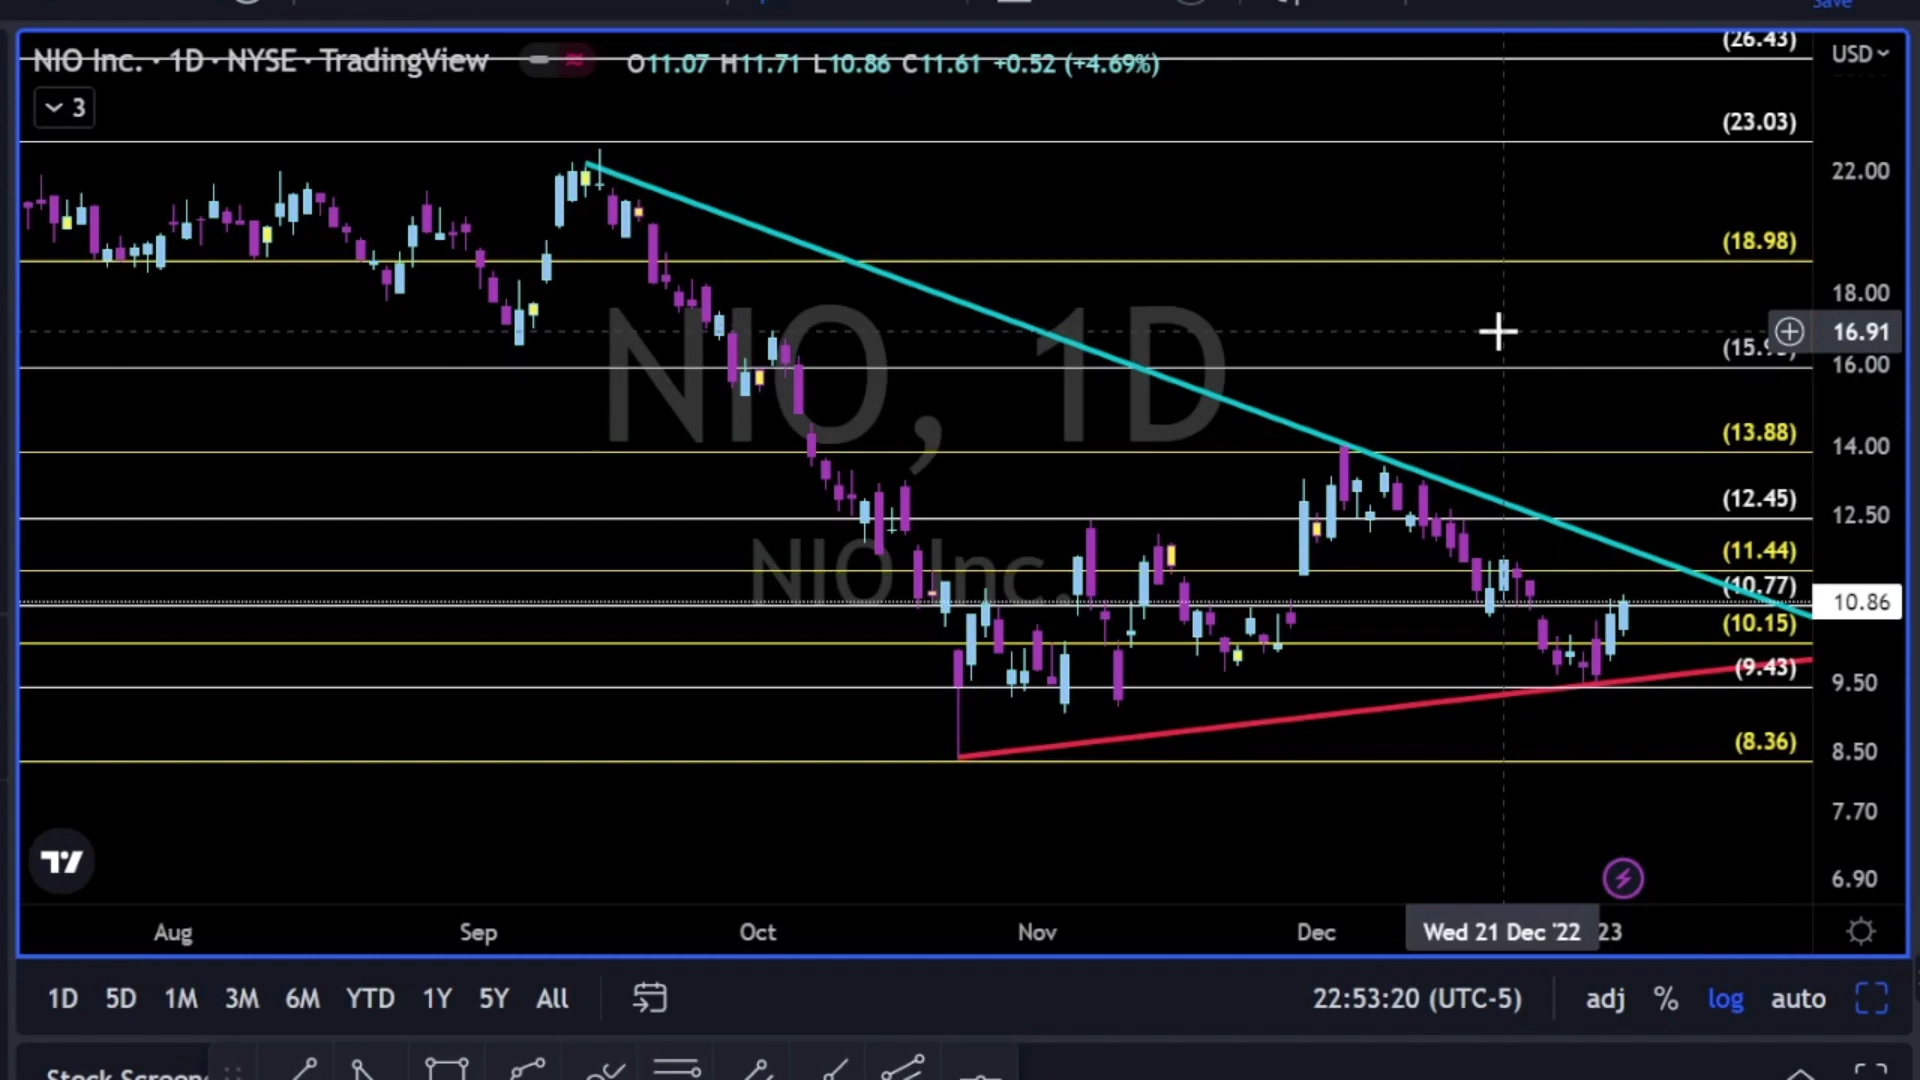 Save
NIO Inc. · 1D · NYSE · TradingView
O11.07 H11.71 L10.86 C11.61 +0.52 (+4.69%)
3
USD
(26.43)
(23.03)
22.00
(18.98)
18.00
16.91
16.00
(13.88)
14.00
(12.45)
12.50
(11.44)
(10.77)
10.86
(10.15)
(9.43)
9.50
(8.36)
8.50
7.70
6.90
NIO, 1D
NIO Inc.
Aug Sep Oct Nov Dec Wed 21 Dec '22 23
1D 5D 1M 3M 6M YTD 1Y 5Y All
22:53:20 (UTC-5) adj % log auto
Stock Screener